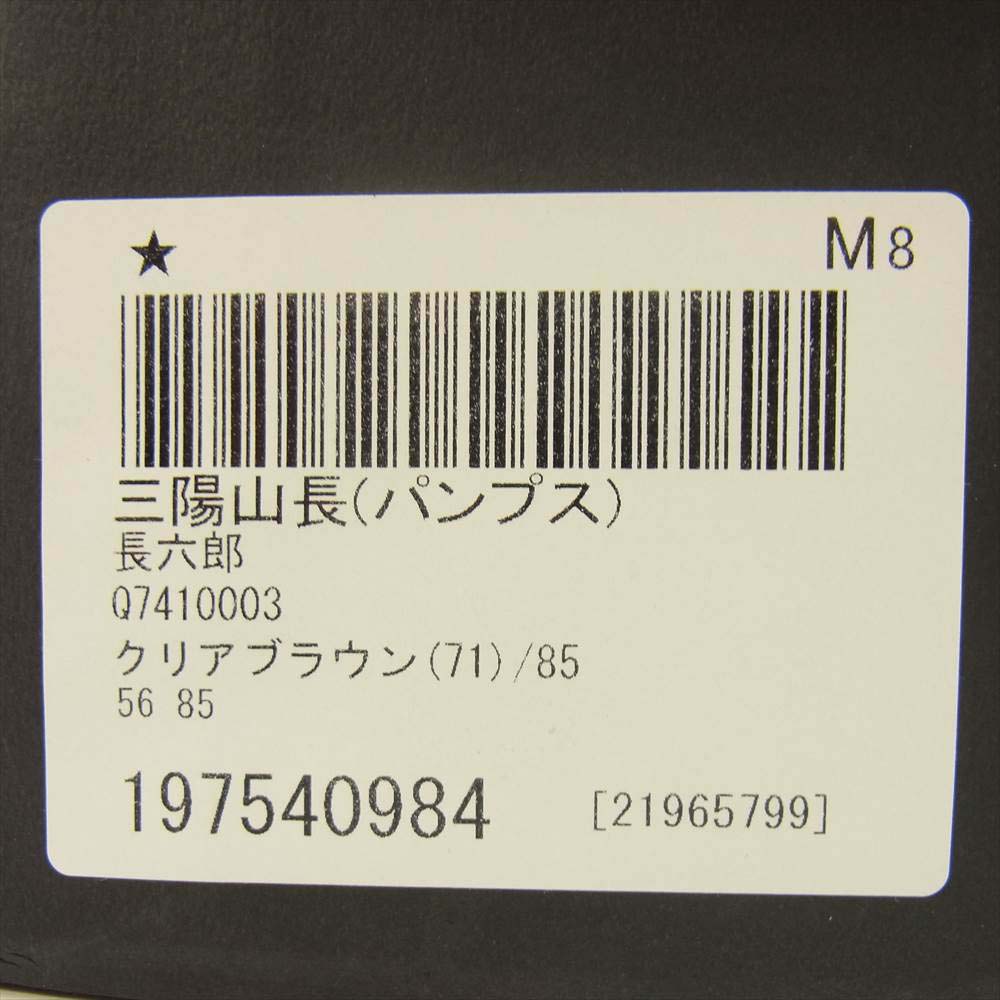 ★ M8
三陽山長(パンプス)
長六郎
Q7410003
クリアブラウン(71)/85
56 85
197540984 [21965799]